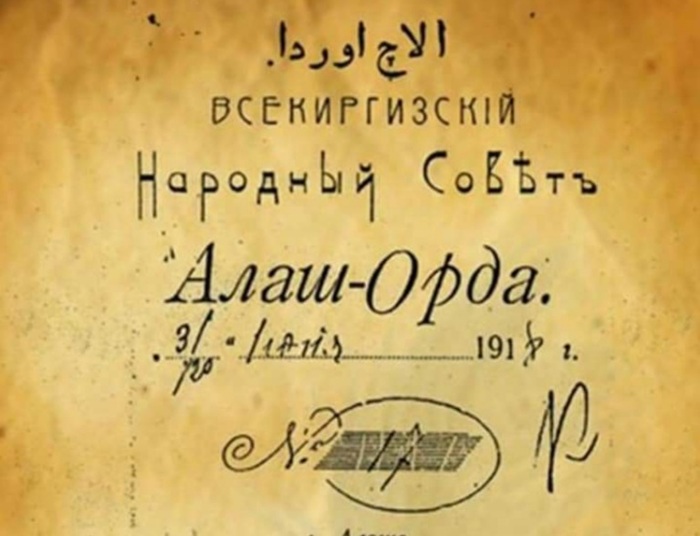 الاچ اوردا.
ВСЕКИРГИЗСКІЙ
Народный Совѣтъ
"Алаш-Орда.
191 г.
№